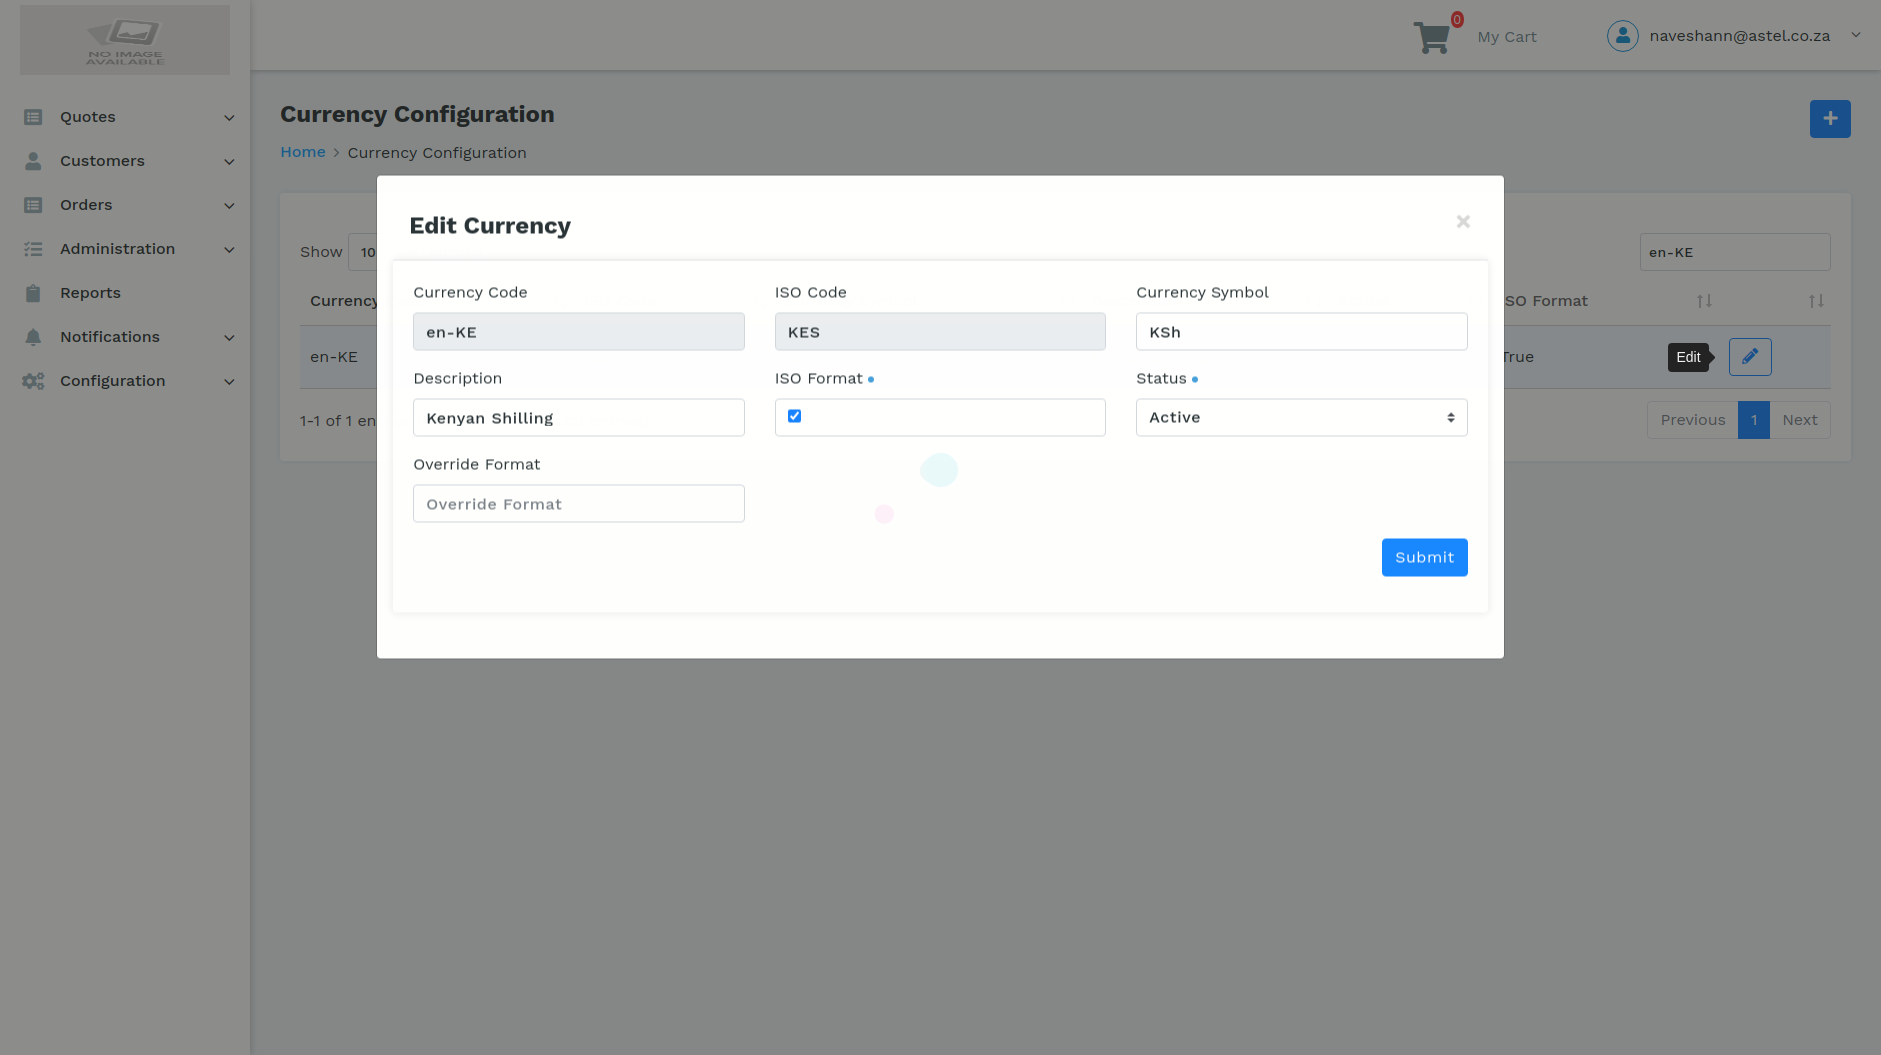 NO IMAGE
AVAILABLE
0
My Cart
naveshann@astel.co.za
Quotes
Customers
Orders
Administration
Reports
Notifications
Configuration
Currency Configuration
Home > Currency Configuration
Show 10
en-KE
Currency
SO Format
en-KE
True
Edit
1-1 of 1 en
Previous 1 Next
Edit Currency
×
Currency Code
ISO Code
Currency Symbol
en-KE
KES
KSh
Description
ISO Format
Status
Kenyan Shilling
Active
Override Format
Override Format
Submit